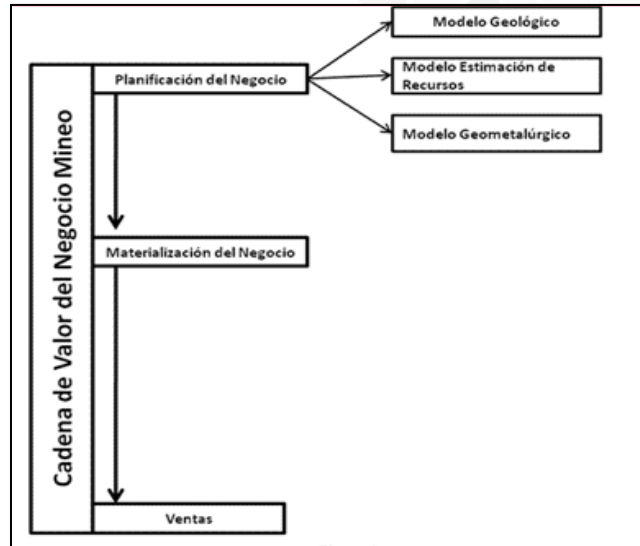 Cadena de Valor del Negocio Mineo
Planificación del Negocio
Modelo Geológico
Modelo Estimación de
Recursos
Modelo Geometalúrgico
Materialización del Negocio
Ventas